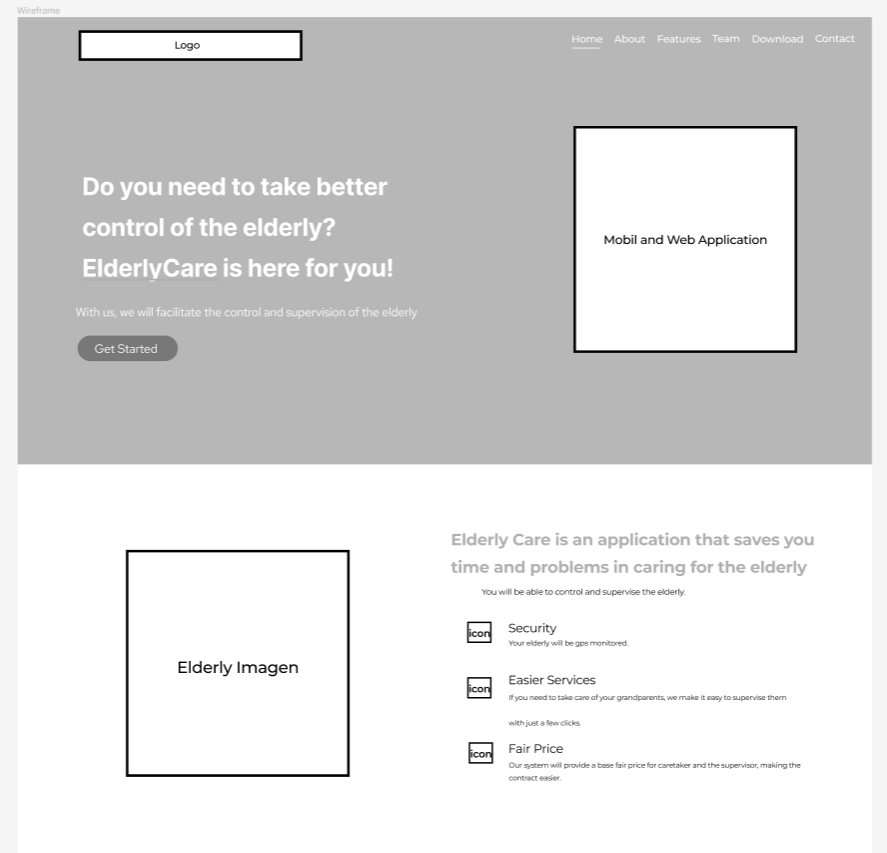 Wireframe
Logo
Home About Features Team Download Contact
Do you need to take better
control of the elderly?
ElderlyCare is here for you!
With us, we will facilitate the control and supervision of the elderly
Get Started
Mobil and Web Application
Elderly Imagen
Elderly Care is an application that saves you
time and problems in caring for the elderly
You will be able to control and supervise the elderly.
icon
Security
Your elderly will be gps monitored.
icon
Easier Services
If you need to take care of your grandparents, we make it easy to supervise them
with just a few clicks.
icon
Fair Price
Our system will provide a base fair price for caretaker and the supervisor, making the
contract easier.